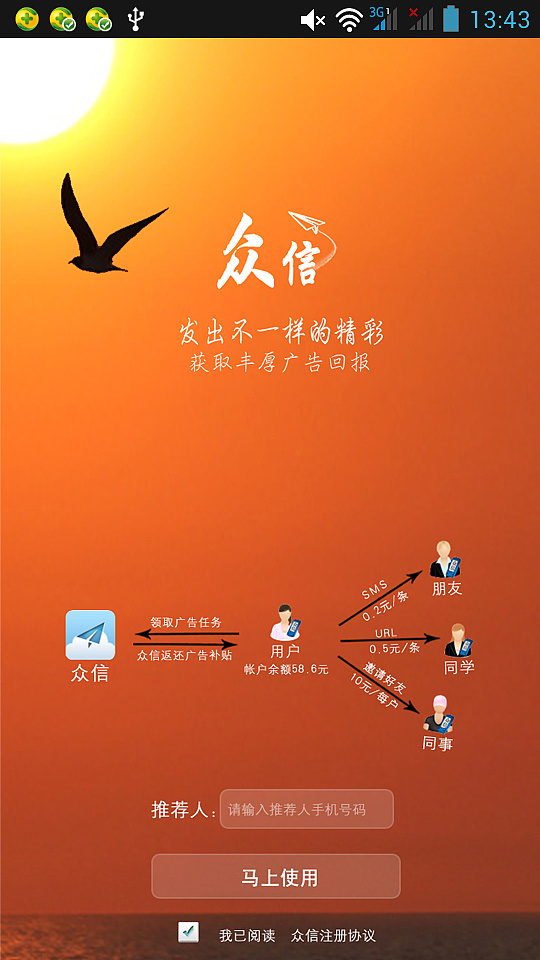 3G 1 13:43
众信
发出不一样的精彩
获取丰厚广告回报
朋友
SMS
0.2元/条
领取广告任务
众信返还广告补贴
众信
用户
帐户余额58.6元
URL
0.5元/条
同学
邀请好友
10元/每户
同事
推荐人:
请输入推荐人手机号码
马上使用
我已阅读 众信注册协议